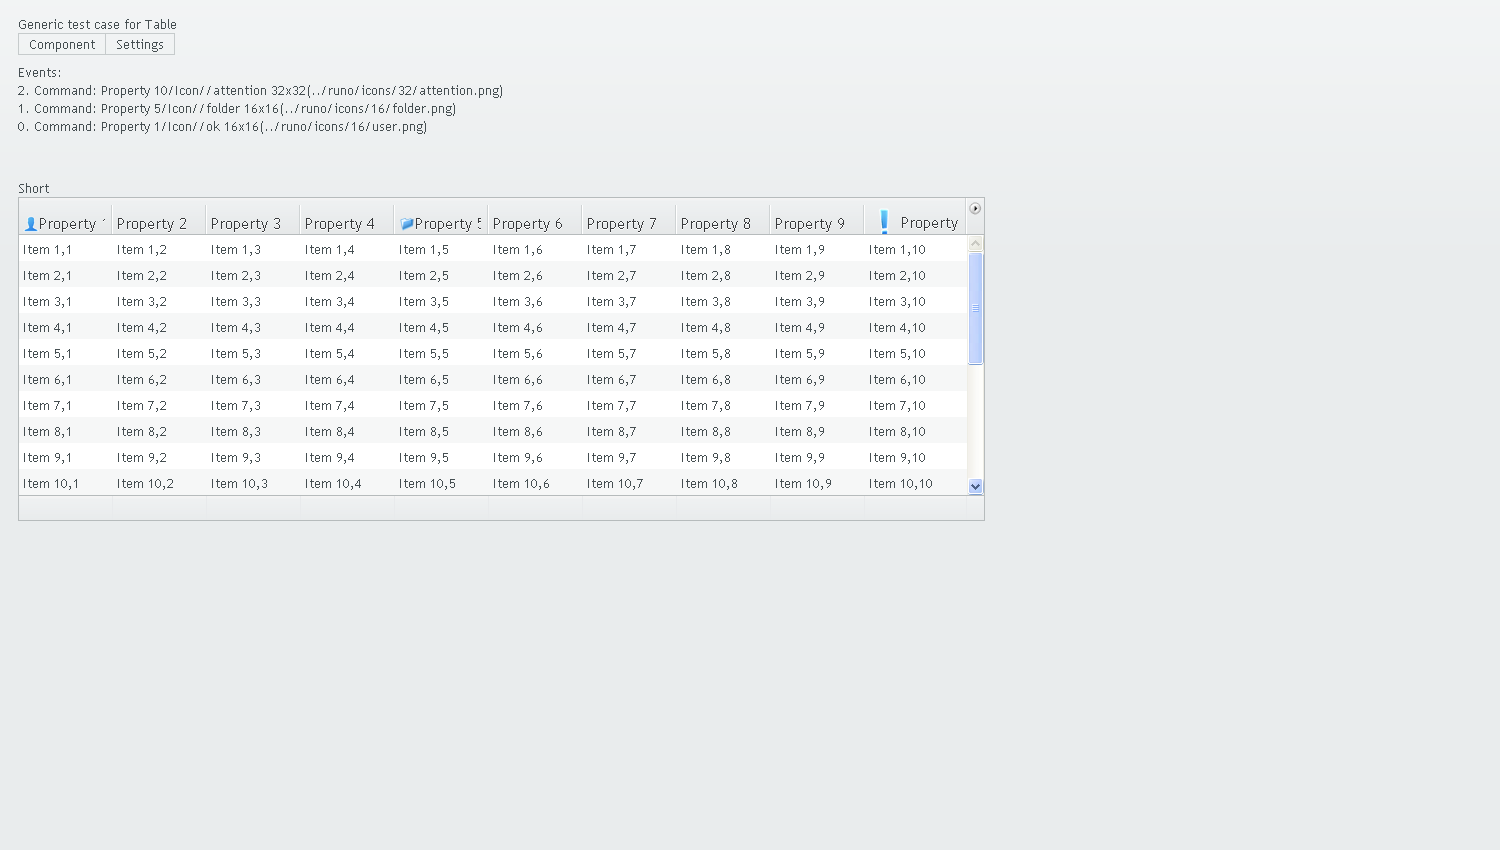 Generic test case for Table
Component Settings
Events:
2. Command: Property 10/Icon//attention 32x32(../runo/icons/32/attention.png)
1. Command: Property 5/Icon//folder 16x16(../runo/icons/16/folder.png)
0. Command: Property 1/Icon//ok 16x16(../runo/icons/16/user.png)
Short
Property Property 2 Property 3 Property 4 Property 5 Property 6 Property 7 Property 8 Property 9 Property
Item 1,1 Item 1,2 Item 1,3 Item 1,4 Item 1,5 Item 1,6 Item 1,7 Item 1,8 Item 1,9 Item 1,10
Item 2,1 Item 2,2 Item 2,3 Item 2,4 Item 2,5 Item 2,6 Item 2,7 Item 2,8 Item 2,9 Item 2,10
Item 3,1 Item 3,2 Item 3,3 Item 3,4 Item 3,5 Item 3,6 Item 3,7 Item 3,8 Item 3,9 Item 3,10
Item 4,1 Item 4,2 Item 4,3 Item 4,4 Item 4,5 Item 4,6 Item 4,7 Item 4,8 Item 4,9 Item 4,10
Item 5,1 Item 5,2 Item 5,3 Item 5,4 Item 5,5 Item 5,6 Item 5,7 Item 5,8 Item 5,9 Item 5,10
Item 6,1 Item 6,2 Item 6,3 Item 6,4 Item 6,5 Item 6,6 Item 6,7 Item 6,8 Item 6,9 Item 6,10
Item 7,1 Item 7,2 Item 7,3 Item 7,4 Item 7,5 Item 7,6 Item 7,7 Item 7,8 Item 7,9 Item 7,10
Item 8,1 Item 8,2 Item 8,3 Item 8,4 Item 8,5 Item 8,6 Item 8,7 Item 8,8 Item 8,9 Item 8,10
Item 9,1 Item 9,2 Item 9,3 Item 9,4 Item 9,5 Item 9,6 Item 9,7 Item 9,8 Item 9,9 Item 9,10
Item 10,1 Item 10,2 Item 10,3 Item 10,4 Item 10,5 Item 10,6 Item 10,7 Item 10,8 Item 10,9 Item 10,10